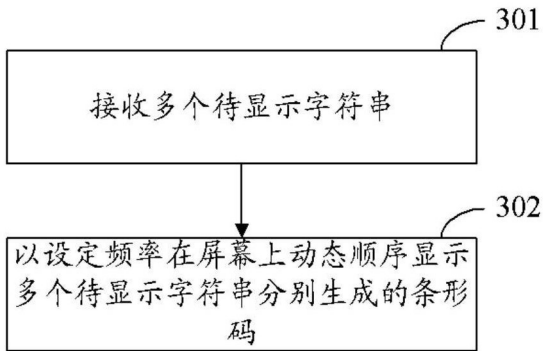 301
接收多个待显示字符串
302
以设定频率在屏幕上动态顺序显示
多个待显示字符串分别生成的条形
码